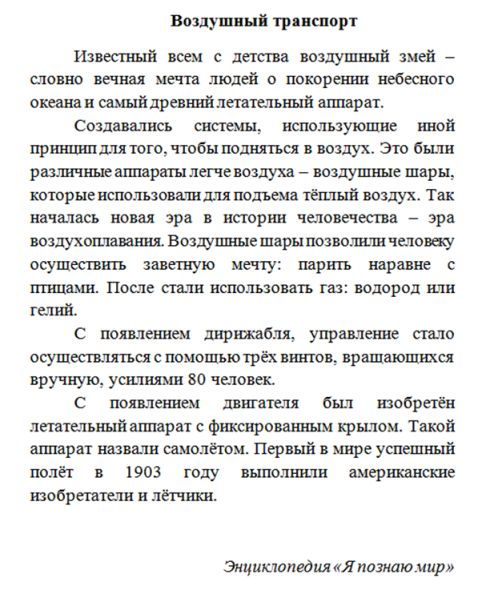 Воздушный транспорт
Известный всем с детства воздушный змей –
словно вечная мечта людей о покорении небесного
океана и самый древний летательный аппарат.
Создавались системы, использующие иной
принцип для того, чтобы подняться в воздух. Это были
различные аппараты легче воздуха – воздушные шары,
которые использовали для подъема тёплый воздух. Так
началась новая эра в истории человечества – эра
воздухоплавания. Воздушные шары позволили человеку
осуществить заветную мечту: парить наравне с
птицами. После стали использовать газ: водород или
гелий.
С появлением дирижабля, управление стало
осуществляться с помощью трёх винтов, вращающихся
вручную, усилиями 80 человек.
С появлением двигателя был изобретён
летательный аппарат с фиксированным крылом. Такой
аппарат назвали самолётом. Первый в мире успешный
полёт в 1903 году выполнили американские
изобретатели и лётчики.
Энциклопедия «Я познаю мир»